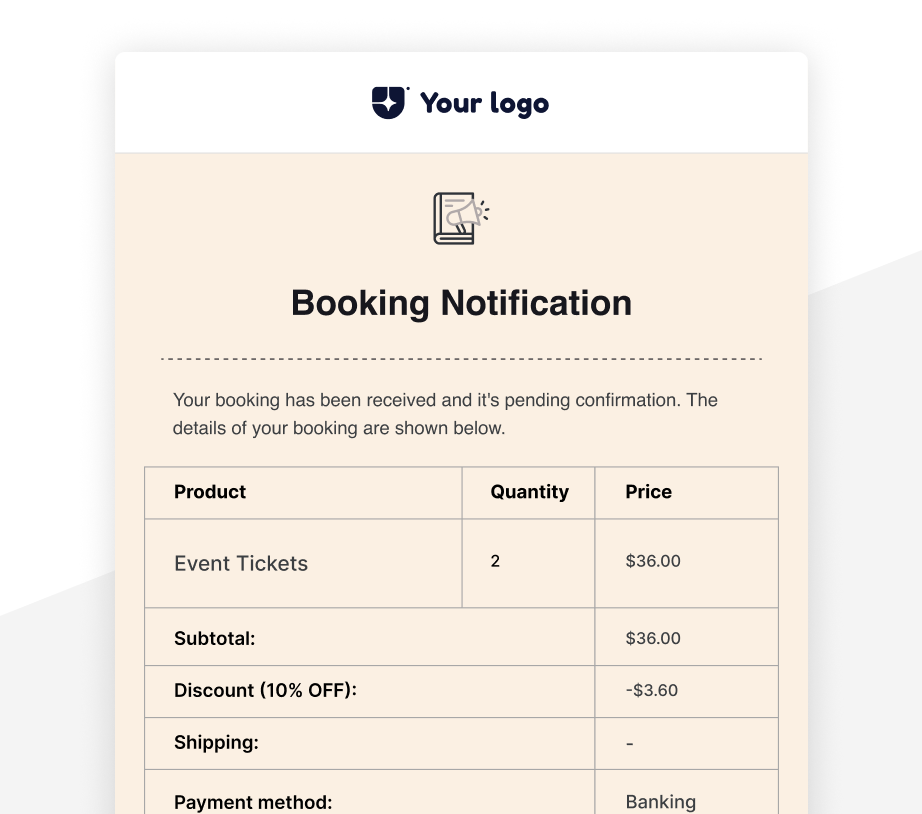 Your logo
Booking Notification
Your booking has been received and it's pending confirmation. The
details of your booking are shown below.
Product Quantity Price
Event Tickets 2 $36.00
Subtotal: $36.00
Discount (10% OFF): -$3.60
Shipping: -
Payment method: Banking